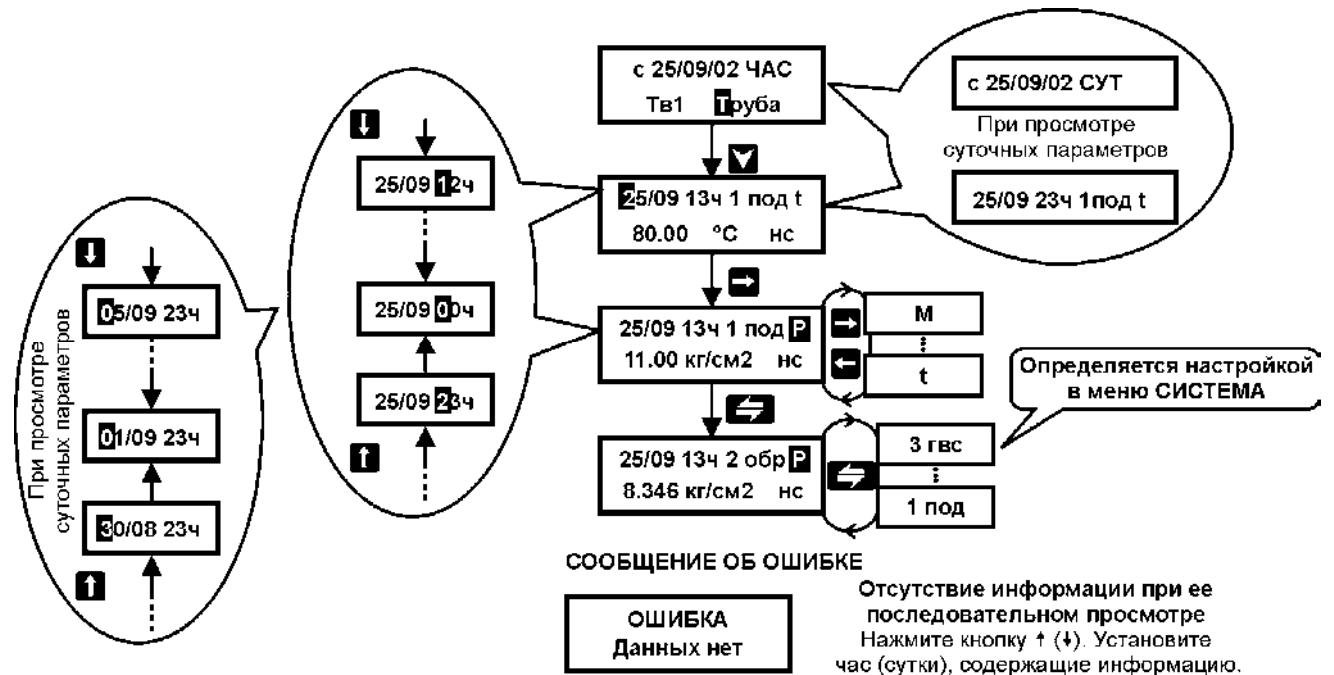 с 25/09/02 ЧАС
Тв1 Труба
25/09 13ч 1 под t
80.00 °С нс
25/09 13ч 1 под Р
11.00 кг/см2 нс
25/09 13ч 2 обр Р
8.346 кг/см2 нс
с 25/09/02 СУТ
При просмотре
суточных параметров
25/09 23ч 1под t
↓
25/09 12ч
25/09 00ч
25/09 23ч
↑
При просмотре
суточных параметров
↓
05/09 23ч
01/09 23ч
30/08 23ч
↑
М
t
Определяется настройкой
в меню СИСТЕМА
3 гвс
1 под
СООБЩЕНИЕ ОБ ОШИБКЕ
ОШИБКА
Данных нет
Отсутствие информации при ее
последовательном просмотре
Нажмите кнопку ↑ (↓). Установите
час (сутки), содержащие информацию.